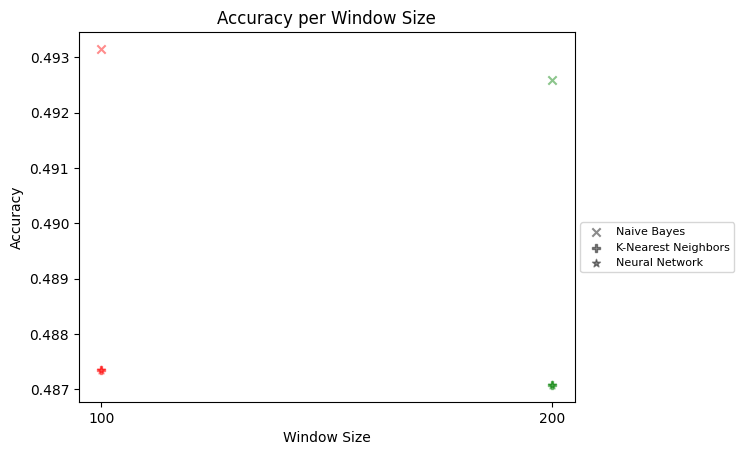 Accuracy per Window Size
0.493
0.492
0.491
0.490
0.489
0.488
0.487
Accuracy
100
200
Window Size
Naive Bayes
K-Nearest Neighbors
Neural Network